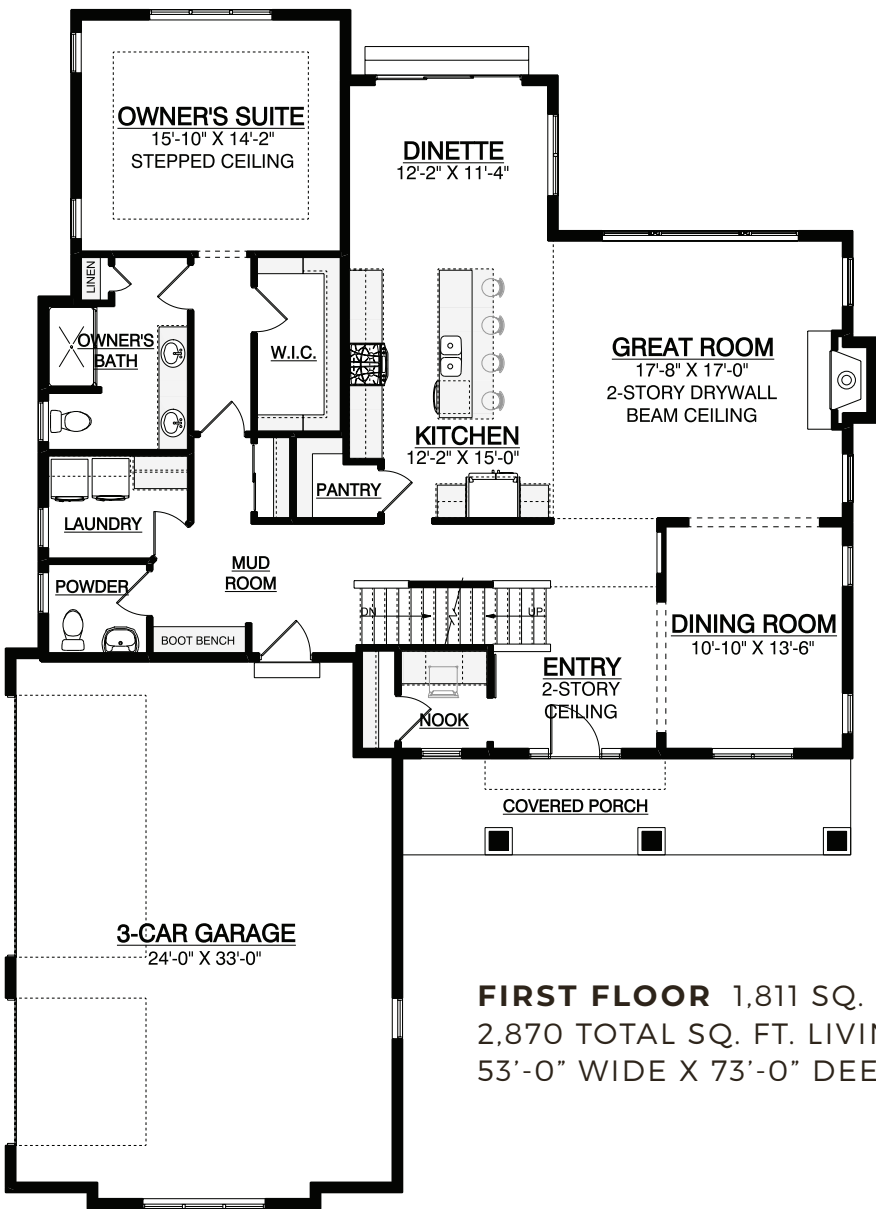 OWNER'S SUITE
15'-10" X 14'-2"
STEPPED CEILING
DINETTE
12'-2" X 11'-4"
LINEN
OWNER'S
BATH
W.I.C.
GREAT ROOM
17'-8" X 17'-0"
2-STORY DRYWALL
BEAM CEILING
KITCHEN
12'-2" X 15'-0"
PANTRY
LAUNDRY
MUD
ROOM
POWDER
BOOT BENCH
DN
UP
DINING ROOM
10'-10" X 13'-6"
ENTRY
2-STORY
CEILING
NOOK
COVERED PORCH
3-CAR GARAGE
24'-0" X 33'-0"
FIRST FLOOR 1,811 SQ.
2,870 TOTAL SQ. FT. LIVIN
53’-0” WIDE X 73’-0” DEE